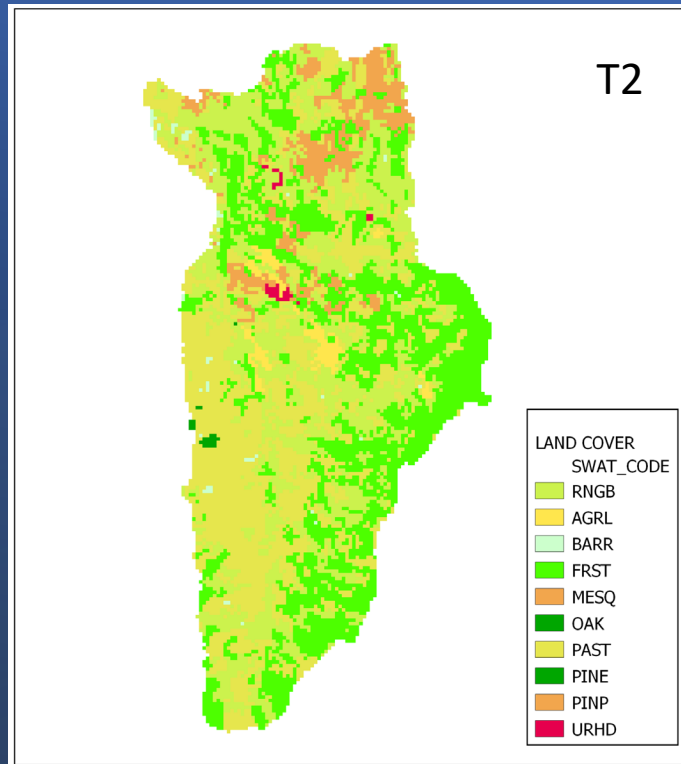 T2
LAND COVER
SWAT_CODE
RNGB
AGRL
BARR
FRST
MESQ
OAK
PAST
PINE
PINP
URHD